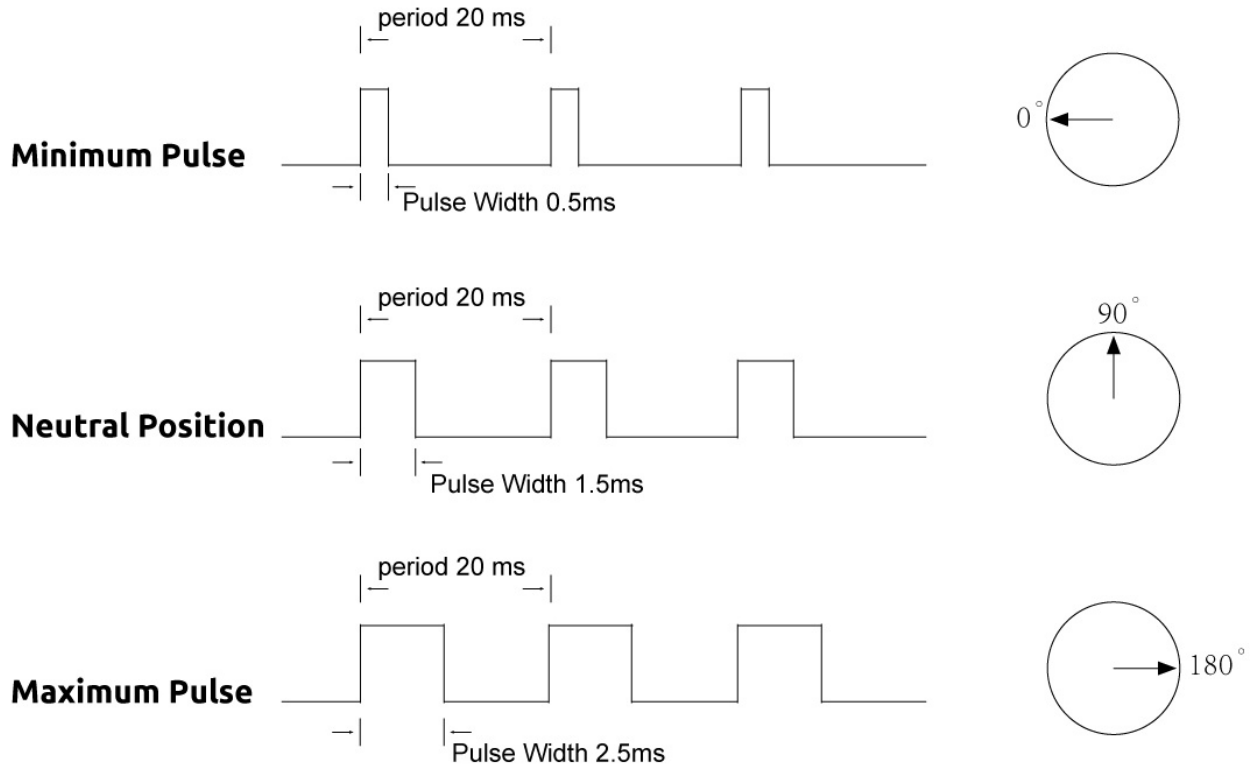 period 20 ms
0°
Minimum Pulse
Pulse Width 0.5ms
period 20 ms
90°
Neutral Position
Pulse Width 1.5ms
period 20 ms
180°
Maximum Pulse
Pulse Width 2.5ms